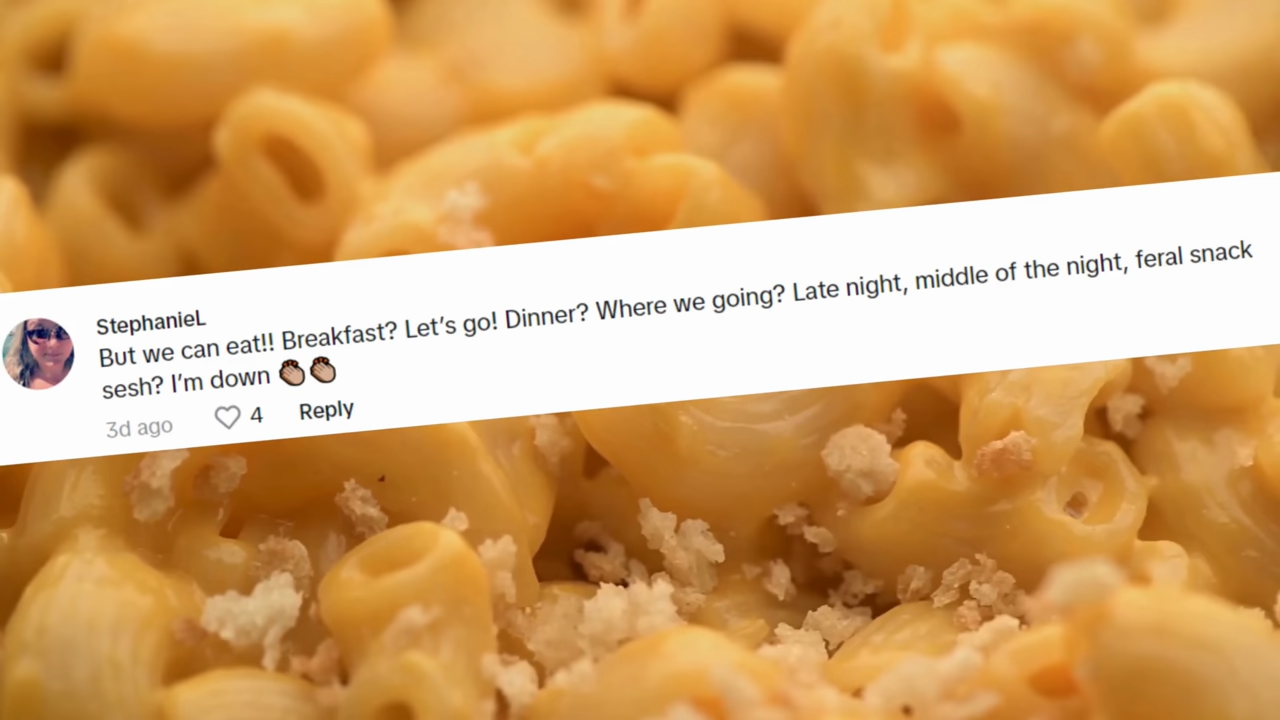 StephanieL
But we can eat!! Breakfast? Let's go! Dinner? Where we going? Late night, middle of the night, feral snack
sesh? I'm down 👏🏼👏🏼
3d ago 4 Reply